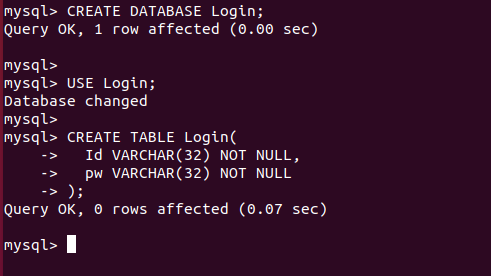 mysql> CREATE DATABASE Login;
Query OK, 1 row affected (0.00 sec)
mysql>
mysql> USE Login;
Database changed
mysql>
mysql> CREATE TABLE Login(
    ->   Id VARCHAR(32) NOT NULL,
    ->   pw VARCHAR(32) NOT NULL
    -> );
Query OK, 0 rows affected (0.07 sec)
mysql>